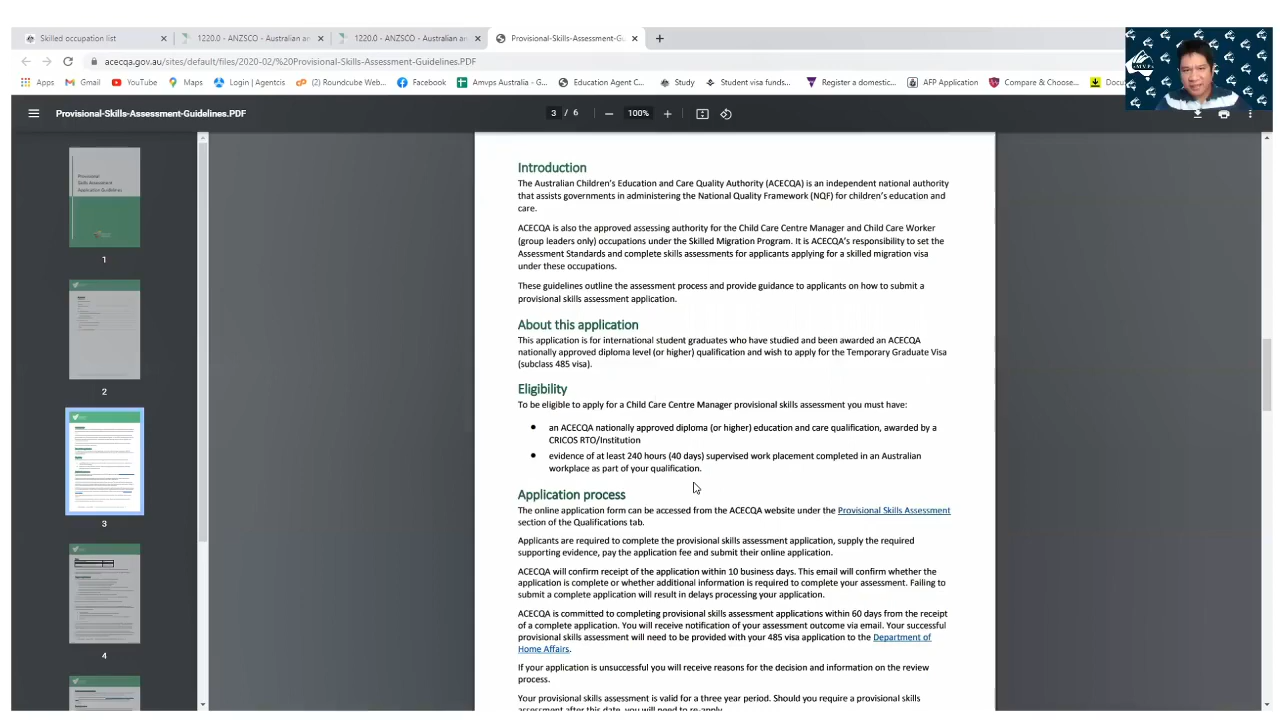 Skilled occupation list
1220.0 - ANZSCO - Australian an
1220.0 - ANZSCO - Australian an
Provisional-Skills-Assessment-Gu
acecqa.gov.au/sites/default/files/2020-02/%20Provisional-Skills-Assessment-Guidelines.PDF
Apps Gmail YouTube Maps Login | Agentcis (2) Roundcube Web... Facebook Amvps Australia - G... Education Agent C... Study Student visa funds... Register a domestic... AFP Application Compare & Choose...
Provisional-Skills-Assessment-Guidelines.PDF
3 / 6
100%
Provisional
Skills Assessment
Application Guidelines
1
2
3
4
Introduction
The Australian Children's Education and Care Quality Authority (ACECQA) is an independent national authority
that assists governments in administering the National Quality Framework (NQF) for children's education and
care.
ACECQA is also the approved assessing authority for the Child Care Centre Manager and Child Care Worker
(group leaders only) occupations under the Skilled Migration Program. It is ACECQA's responsibility to set the
Assessment Standards and complete skills assessments for applicants applying for a skilled migration visa
under these occupations.
These guidelines outline the assessment process and provide guidance to applicants on how to submit a
provisional skills assessment application.
About this application
This application is for international student graduates who have studied and been awarded an ACECQA
nationally approved diploma level (or higher) qualification and wish to apply for the Temporary Graduate Visa
(subclass 485 visa).
Eligibility
To be eligible to apply for a Child Care Centre Manager provisional skills assessment you must have:
• an ACECQA nationally approved diploma (or higher) education and care qualification, awarded by a
CRICOS RTO/Institution
• evidence of at least 240 hours (40 days) supervised work placement completed in an Australian
workplace as part of your qualification.
Application process
The online application form can be accessed from the ACECQA website under the Provisional Skills Assessment
section of the Qualifications tab.
Applicants are required to complete the provisional skills assessment application, supply the required
supporting evidence, pay the application fee and submit their online application.
ACECQA will confirm receipt of the application within 10 business days. This email will confirm whether the
application is complete or whether additional information is required to complete your assessment. Failing to
submit a complete application will result in delays processing your application.
ACECQA is committed to completing provisional skills assessment applications within 60 days from the receipt
of a complete application. You will receive notification of your assessment outcome via email. Your successful
provisional skills assessment will need to be provided with your 485 visa application to the Department of
Home Affairs.
If your application is unsuccessful you will receive reasons for the decision and information on the review
process.
Your provisional skills assessment is valid for a three year period. Should you require a provisional skills
assessment after this date, you will need to re-apply.